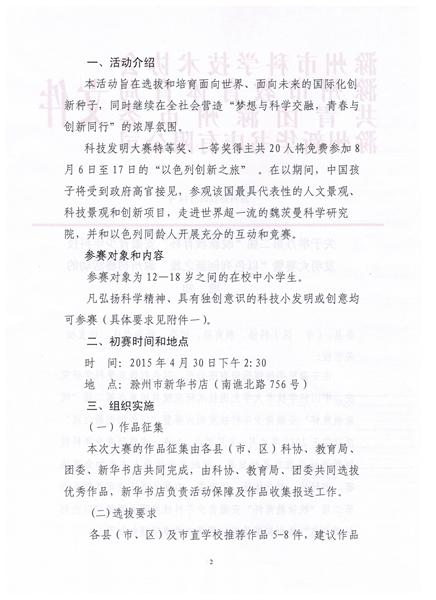 一、活动介绍
本活动旨在选拔和培育面向世界、面向未来的国际化创
新种子，同时继续在全社会营造“梦想与科学交融，青春与
创新同行”的浓厚氛围。
科技发明大赛特等奖、一等奖得主共20人将免费参加8
月6日至17日的“以色列创新之旅”。在以期间，中国孩
子将受到政府高官接见，参观该国最具代表性的人文景观、
科技景观和创新项目，走进世界超一流的魏茨曼科学研究
院，并和以色列同龄人开展充分的互动和竞赛。
参赛对象和内容
参赛对象为12—18岁之间的在校中小学生。
凡弘扬科学精神、具有独创意识的科技小发明或创意均
可参赛（具体要求见附件一）。
二、初赛时间和地点
时 间：2015年4月30日下午2:30
地 点：滁州市新华书店（南谯北路756号）
三、组织实施
（一）作品征集
本次大赛的作品征集由各县（市、区）科协、教育局、
团委、新华书店共同完成，由科协、教育局、团委共同选拔
优秀作品，新华书店负责活动保障及作品收集报送工作。
（二）选拔要求
各县（市、区）及市直学校推荐作品5-8件，建议作品
2